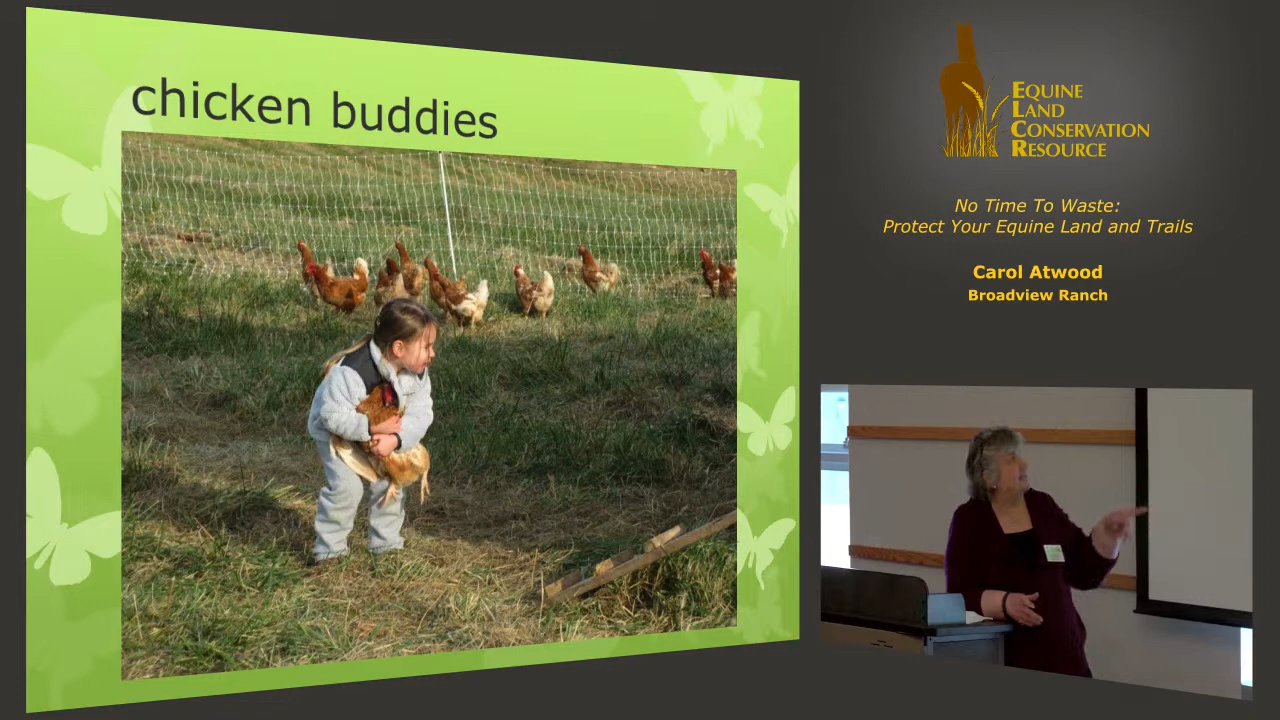 chicken buddies
EQUINE
LAND
CONSERVATION
RESOURCE
No Time To Waste:
Protect Your Equine Land and Trails
Carol Atwood
Broadview Ranch